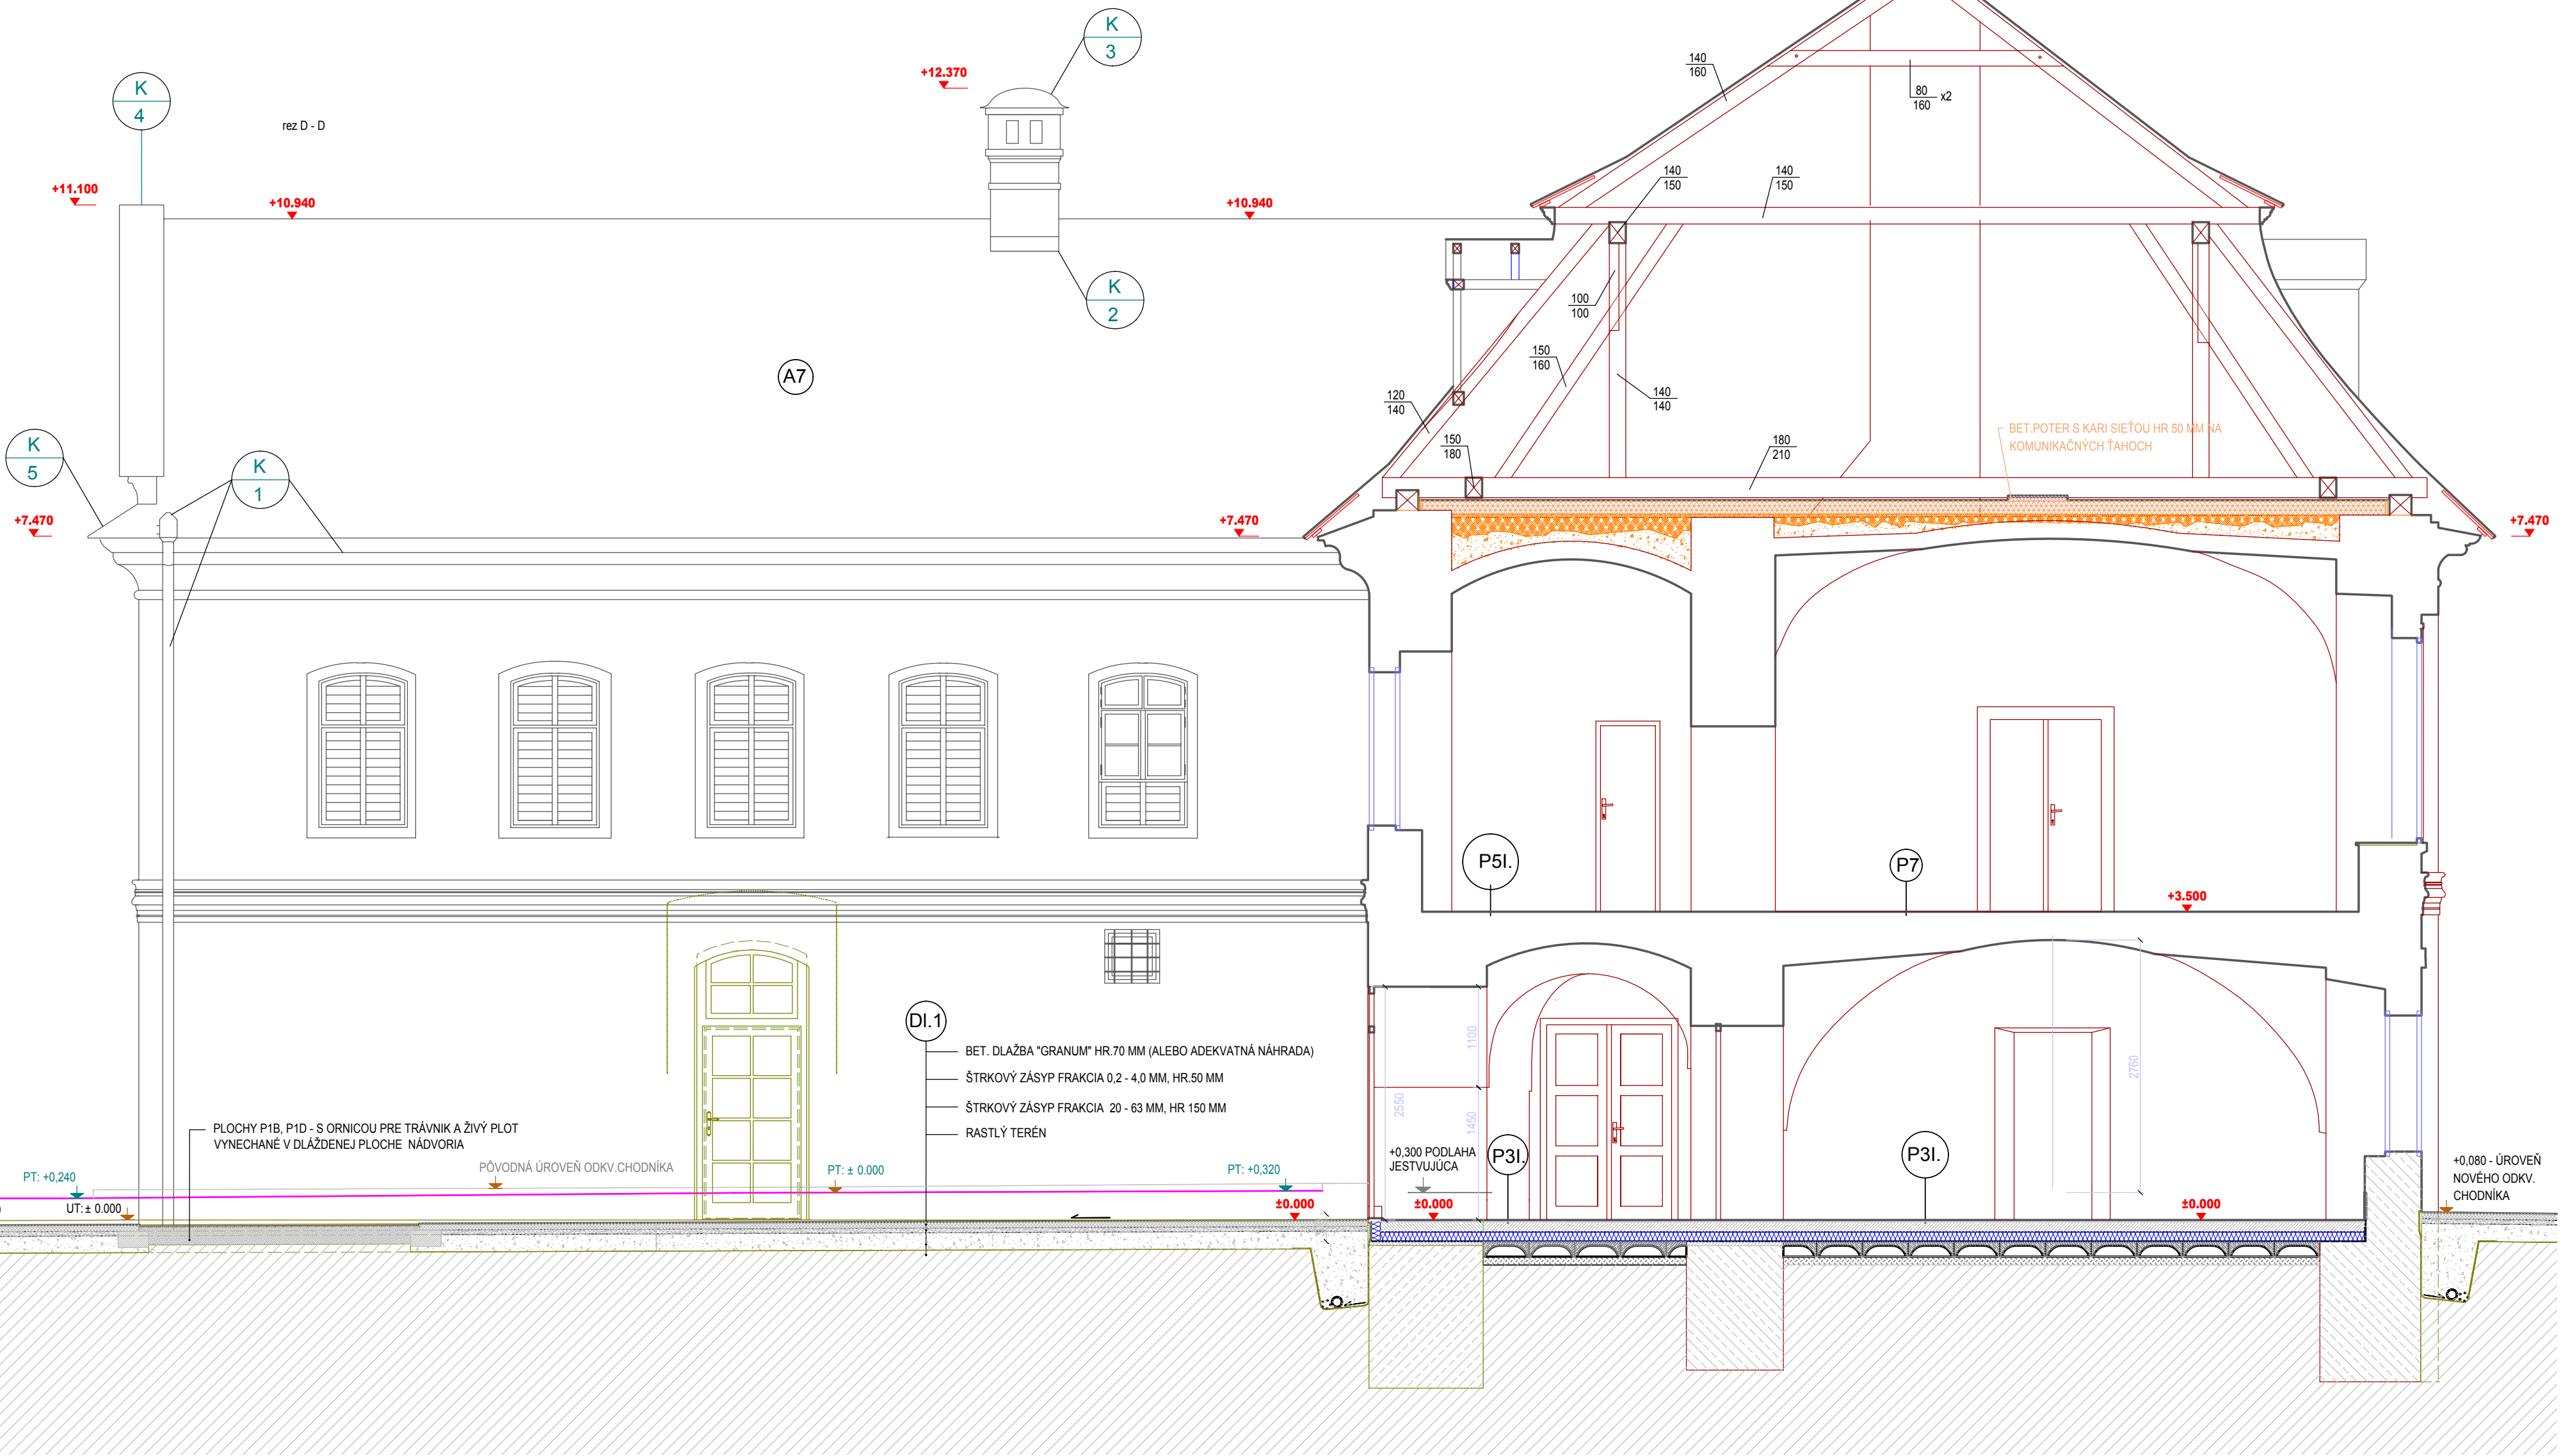 K
3
+12.370
140
160
K
4
80
160
x2
rez D - D
140
150
140
150
+11.100
+10.940
+10.940
K
2
100
100
150
160
A7
120
140
140
140
BET.POTER S KARI SIEŤOU HR 50 MM NA
KOMUNIKAČNÝCH ŤAHOCH
K
5
K
1
150
180
180
210
+7.470
+7.470
+7.470
P5I.
P7
+3.500
DI.1
BET. DLAŽBA "GRANUM" HR.70 MM (ALEBO ADEKVATNÁ NÁHRADA)
ŠTRKOVÝ ZÁSYP FRAKCIA 0,2 - 4,0 MM, HR.50 MM
ŠTRKOVÝ ZÁSYP FRAKCIA 20 - 63 MM, HR 150 MM
RASTLÝ TERÉN
1100
2550
1450
2760
PLOCHY P1B, P1D - S ORNICOU PRE TRÁVNIK A ŽIVÝ PLOT
VYNECHANÉ V DLÁŽDENEJ PLOCHE NÁDVORIA
PÔVODNÁ ÚROVEŇ ODKV.CHODNÍKA
PT: +0,240
PT: ± 0.000
PT: +0,320
+0,300 PODLAHA
JESTVUJÚCA
P3I.
P3I.
+0,080 - ÚROVEŇ
NOVÉHO ODKV.
CHODNÍKA
UT: ± 0.000
±0.000
±0.000
±0.000